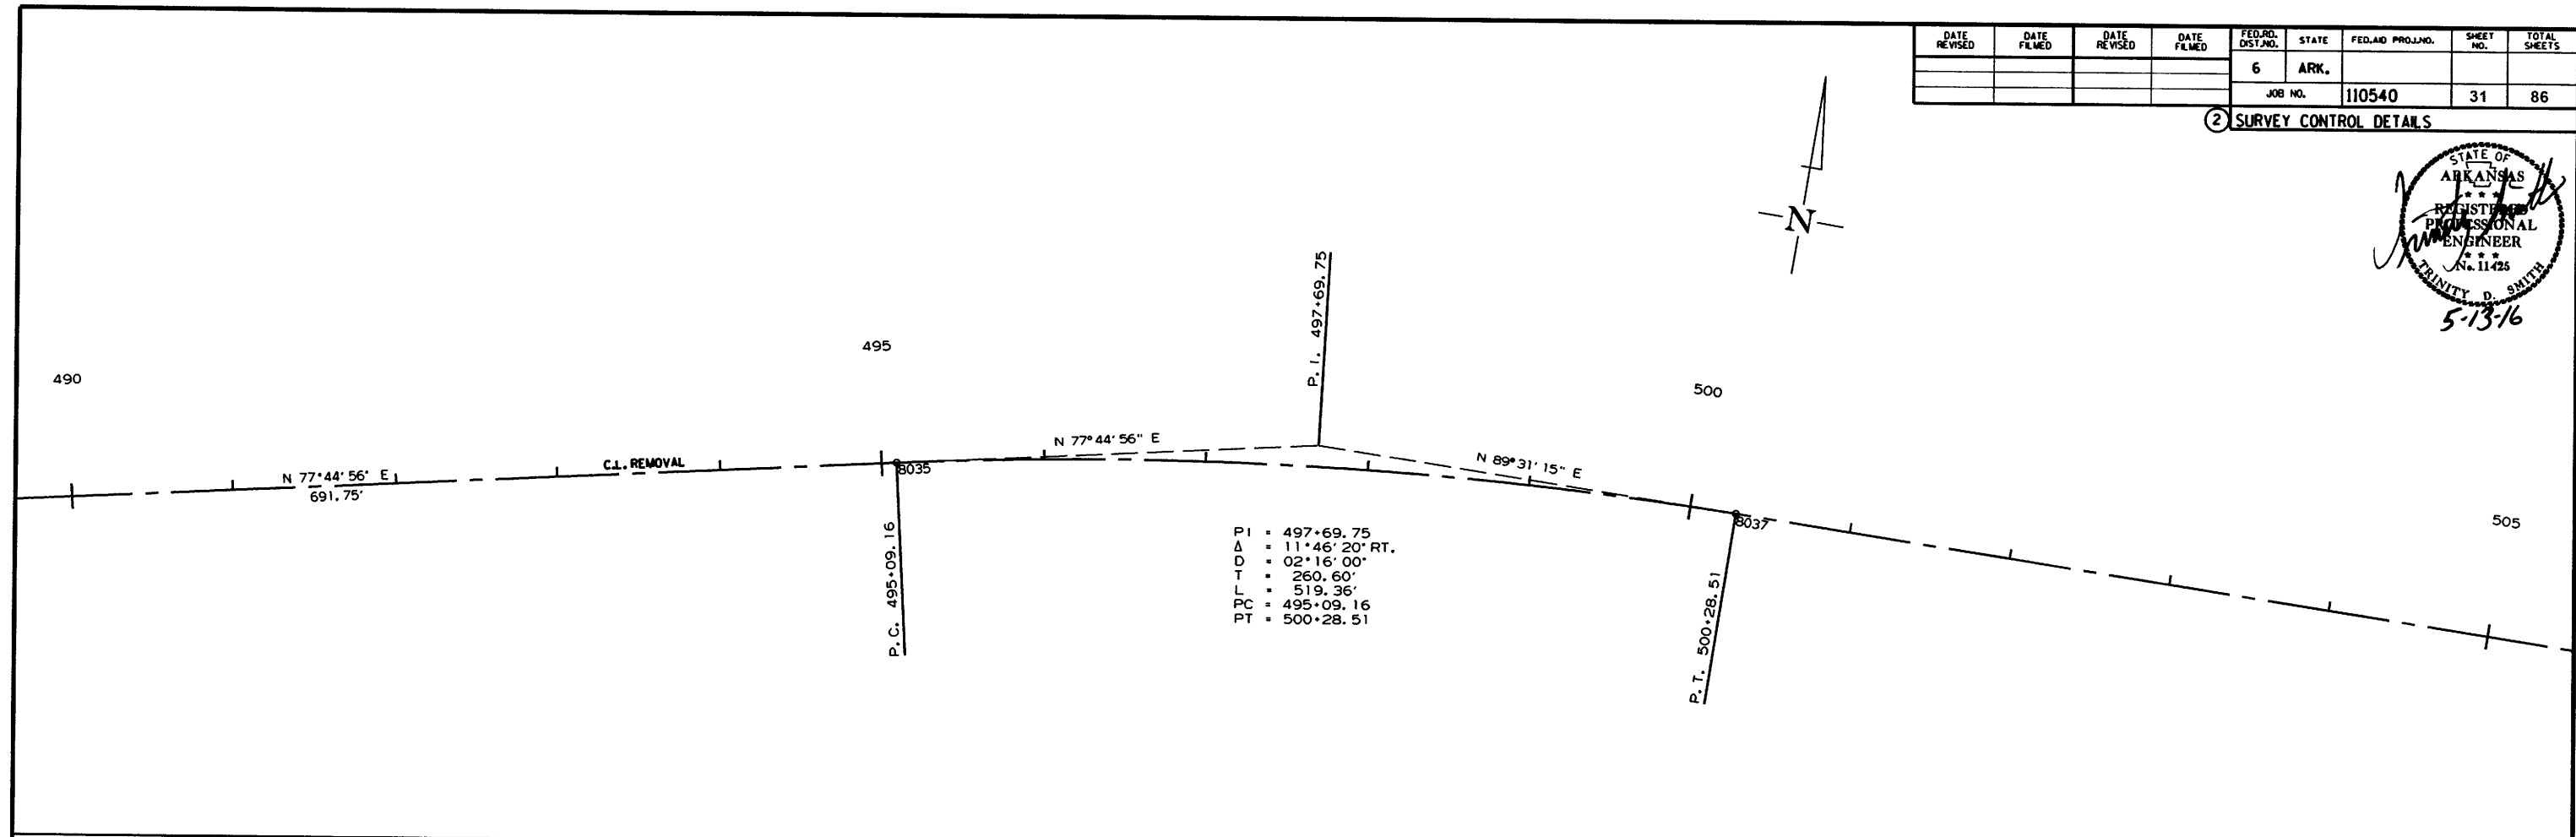 DATE REVISED DATE FILMED DATE REVISED DATE FILMED FED.RD. DIST.NO. STATE FED.AID PROJ.NO. SHEET NO. TOTAL SHEETS
6 ARK.
JOB NO. 110540 31 86
2 SURVEY CONTROL DETAILS
STATE OF
ARKANSAS
★ ★ ★
REGISTERED
PROFESSIONAL
ENGINEER
★ ★ ★
No. 11425
TRINITY D. SMITH
5-13-16
N
P.I. 497+69.75
490
495
500
505
N 77°44'56" E
691.75'
C.L. REMOVAL
8035
N 77°44'56" E
N 89°31'15" E
8037
P.C. 495+09.16
P.T. 500+28.51
PI = 497+69.75
Δ = 11°46'20" RT.
D = 02°16'00"
T = 260.60'
L = 519.36'
PC = 495+09.16
PT = 500+28.51